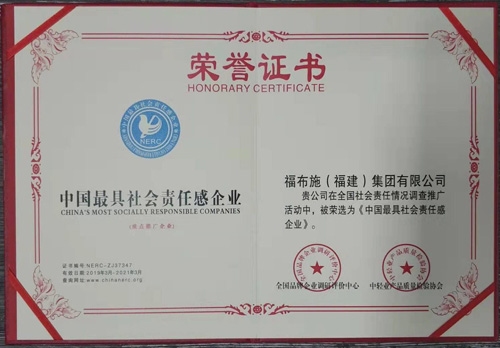 荣誉证书
HONORARY CERTIFICATE
NERC
中国最具社会责任感企业
CHINA'S MOST SOCIALLY RESPONSIBLE COMPANIES
证书编号:NERC-ZJ37347
有效日期:2019年3月-2021年3月
查询网址:www.chinanerc.org
福布施（福建）集团有限公司
贵公司在全国社会责任情况调查推广
活动中，被荣选为《中国最具社会责任感
企业》。
全国品牌企业调研评价中心
中轻业产品质量检验协会